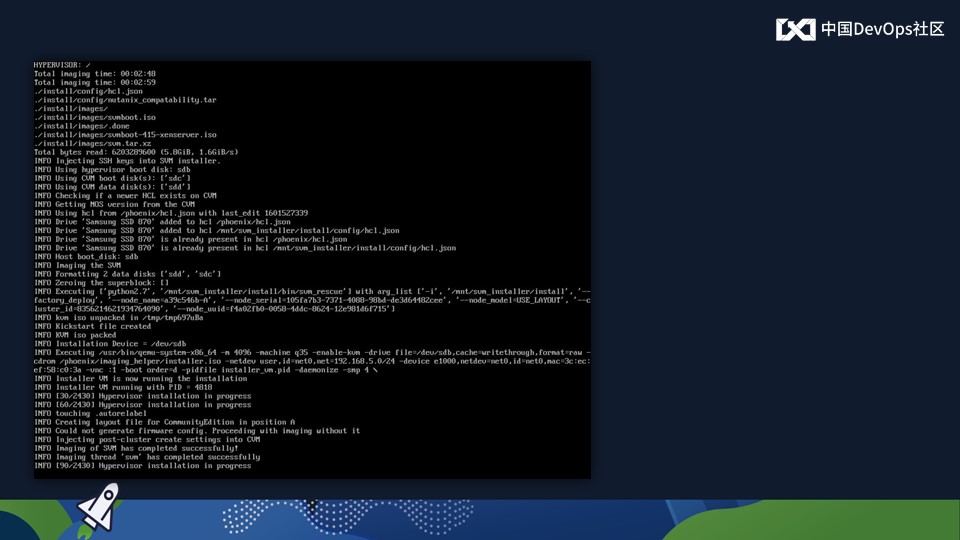 中国DevOps社区
HYPERVISOR: /
Total imaging time: 00:02:48
Total imaging time: 00:02:59
./install/config/hcl.json
./install/config/nutanix_compatability.tar
./install/images/
./install/images/svmboot.iso
./install/images/.done
./install/images/svmboot-415-xenserver.iso
./install/images/svm.tar.xz
Total bytes read: 6203289600 (5.8GiB, 1.6GiB/s)
INFO Injecting SSH keys into SVM installer.
INFO Using hypervisor boot disk: sdb
INFO Using CVM boot disk(s): ['sdc']
INFO Using CVM data disk(s): ['sdd']
INFO Checking if a newer HCL exists on CVM
INFO Getting NOS version from the CVM
INFO Using hcl from /phoenix/hcl.json with last_edit 1601527339
INFO Drive 'Samsung SSD 870' added to hcl /phoenix/hcl.json
INFO Drive 'Samsung SSD 870' added to hcl /mnt/svm_installer/install/config/hcl.json
INFO Drive 'Samsung SSD 870' is already present in hcl /phoenix/hcl.json
INFO Drive 'Samsung SSD 870' is already present in hcl /mnt/svm_installer/install/config/hcl.json
INFO Host boot_disk: sdb
INFO Imaging the SVM
INFO Formatting 2 data disks ['sdd', 'sdc']
INFO Zeroing the superblock: []
INFO Executing ['python2.7', '/mnt/svm_installer/install/bin/svm_rescue'] with arg_list ['-i', '/mnt/svm_installer/install', '--
factory_deploy', '--node_name=a39c546b-A', '--node_serial=105fa7b3-7371-4088-98bd-de3d64482cee', '--node_model=USE_LAYOUT', '--c
luster_id=8356214621934764090', '--node_uuid=f4a02fb0-0058-4ddc-8624-12e981d6f715']
INFO kvm iso unpacked in /tmp/tmp697uBa
INFO Kickstart file created
INFO KVM iso packed
INFO Installation Device = /dev/sdb
INFO Executing /usr/bin/qemu-system-x86_64 -m 4096 -machine q35 -enable-kvm -drive file=/dev/sdb,cache=writethrough,format=raw -
cdrom /phoenix/imaging_helper/installer.iso -netdev user,id=net0,net=192.168.5.0/24 -device e1000,netdev=net0,id=net0,mac=3c:ec:
ef:58:c0:3a -vnc :1 -boot order=d -pidfile installer_vm.pid -daemonize -smp 4 \
INFO Installer VM is now running the installation
INFO Installer VM running with PID = 4818
INFO [30/2430] Hypervisor installation in progress
INFO [60/2430] Hypervisor installation in progress
INFO touching .autorelabel
INFO Creating layout file for CommunityEdition in position A
INFO Could not generate firmware config. Proceeding with imaging without it
INFO Injecting post-cluster create settings into CVM
INFO Imaging of SVM has completed successfully!
INFO Imaging thread 'svm' has completed successfully
INFO [90/2430] Hypervisor installation in progress